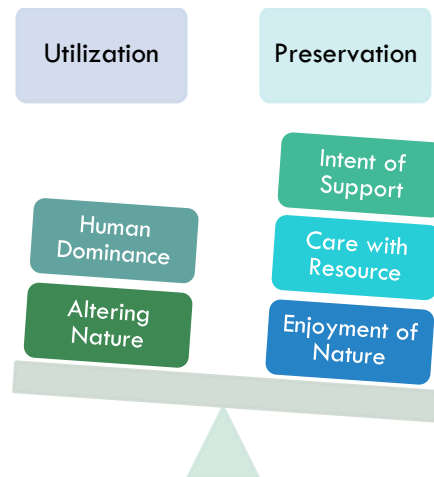 Utilization
Preservation
Intent of
Support
Human
Dominance
Care with
Resource
Altering
Nature
Enjoyment of
Nature